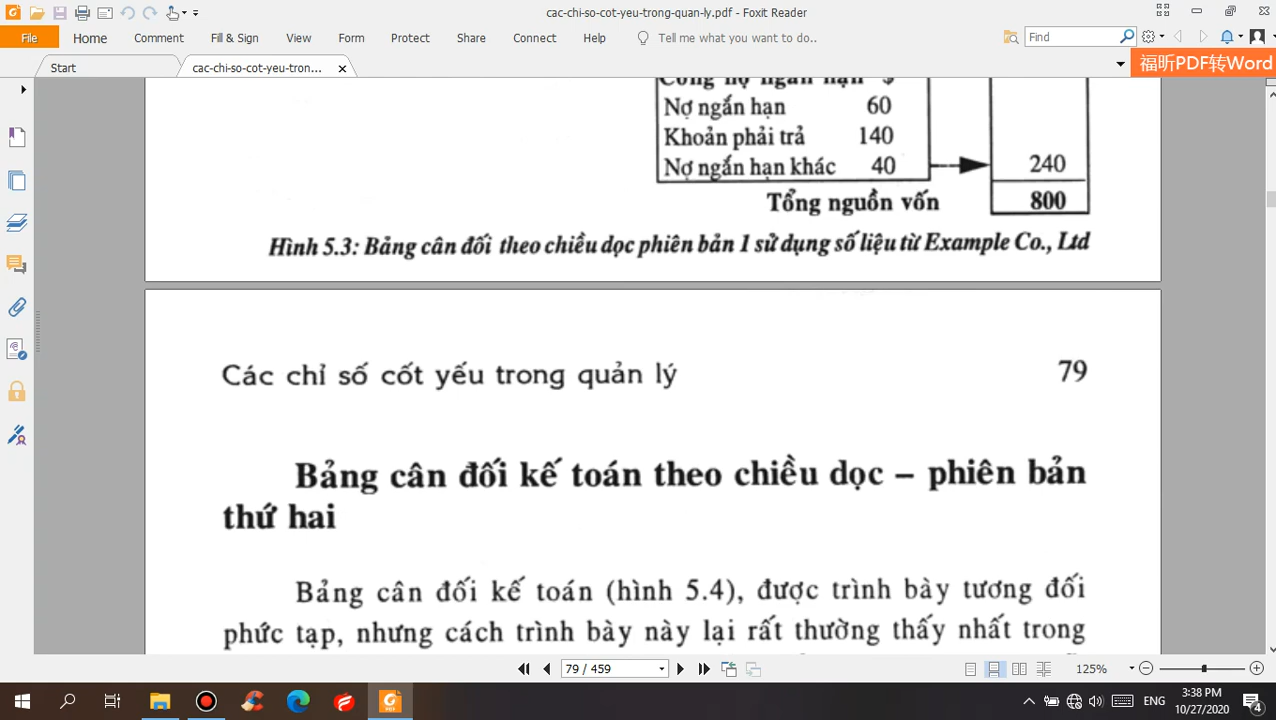 cac-chi-so-cot-yeu-trong-quan-ly.pdf - Foxit Reader
File Home Comment Fill & Sign View Form Protect Share Connect Help Tell me what you want to do.. Find
Start cac-chi-so-cot-yeu-tron... 福昕PDF转Word
Công nợ ngắn hạn $
Nợ ngắn hạn 60
Khoản phải trả 140
Nợ ngắn hạn khác 40 240
Tổng nguồn vốn 800
Hình 5.3: Bảng cân đối theo chiều dọc phiên bản 1 sử dụng số liệu từ Example Co., Ltd
Các chỉ số cốt yếu trong quản lý 79
Bảng cân đối kế toán theo chiều dọc – phiên bản
thứ hai
Bảng cân đối kế toán (hình 5.4), được trình bày tương đối
phức tạp, nhưng cách trình bày này lại rất thường thấy nhất trong
79 / 459 125%
ENG 3:38 PM
10/27/2020 4